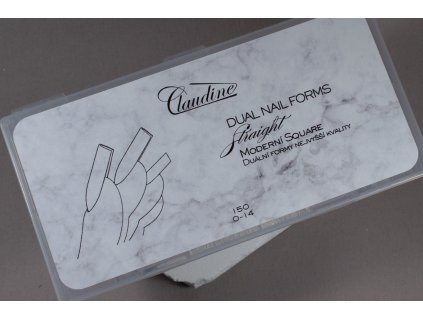 Claudine
DUAL NAIL FORMS
Straight
MODERNÍ SQUARE
DUÁLNÍ FORMY NEJVYŠŠÍ KVALITY
150
0-14